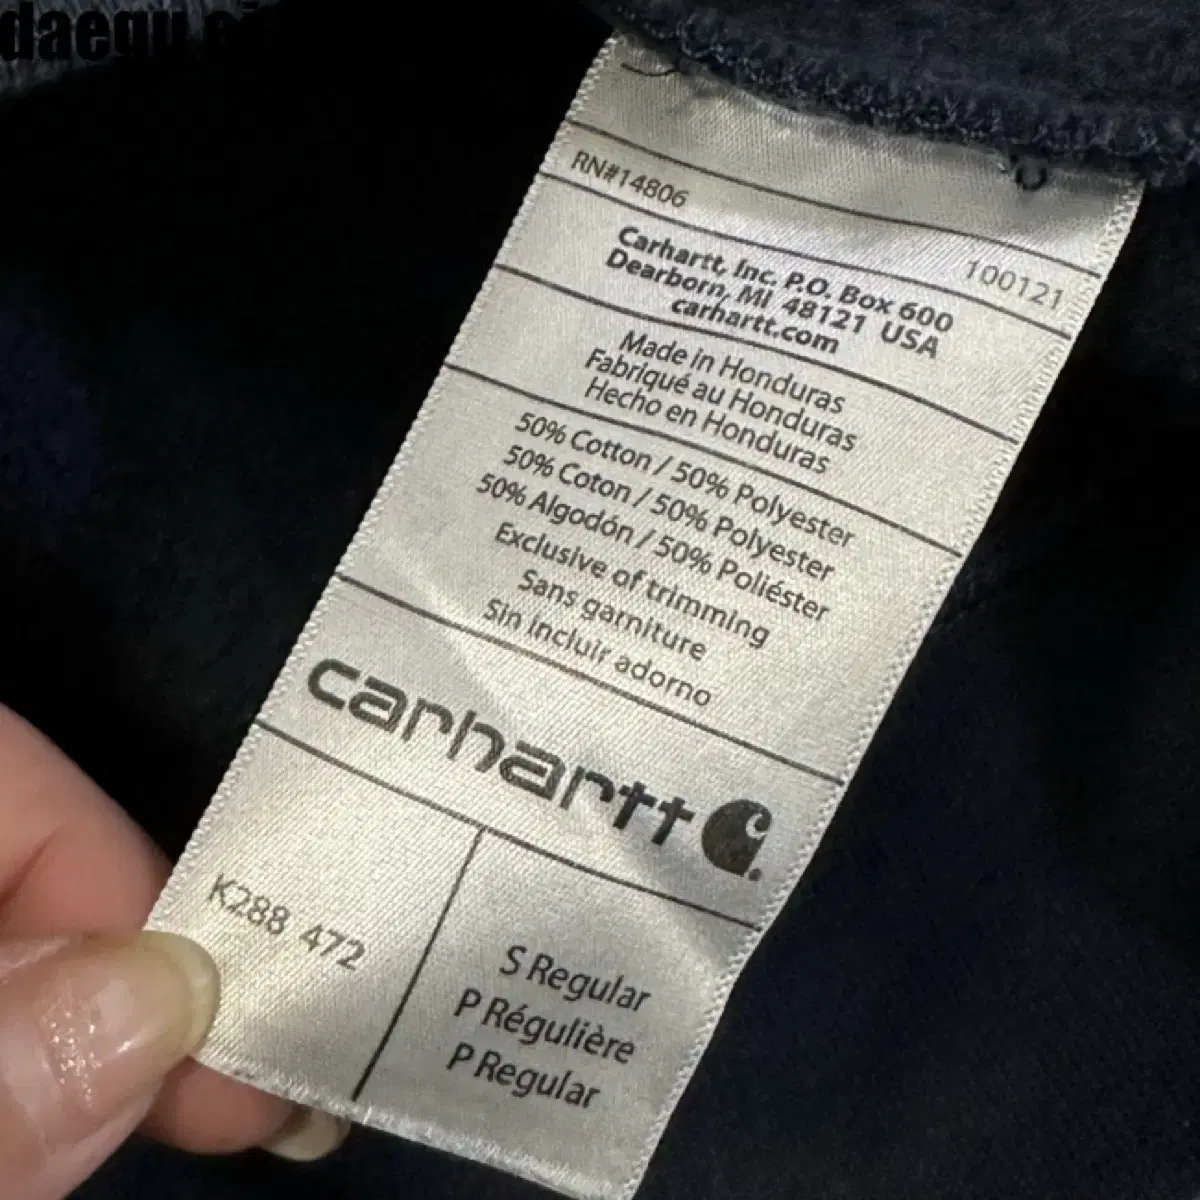 daegu
RN#14806
100121
Carhartt, Inc. P.O. Box 600
Dearborn, MI 48121 USA
carhartt.com
Made in Honduras
Fabriqué au Honduras
Hecho en Honduras
50% Cotton / 50% Polyester
50% Coton / 50% Polyester
50% Algodón / 50% Poliéster
Exclusive of trimming
Sans garniture
Sin incluir adorno
carhartt
K288 472
S Regular
P Régulière
P Regular